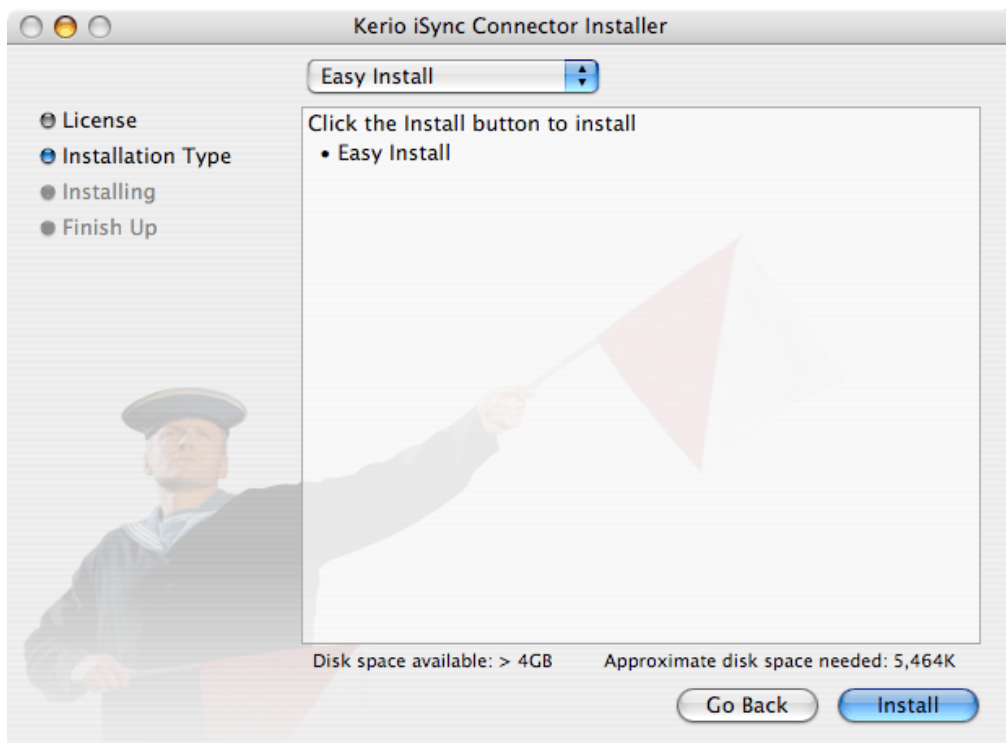 Kerio iSync Connector Installer
Easy Install
License
Installation Type
Installing
Finish Up
Click the Install button to install
• Easy Install
Disk space available: > 4GB
Approximate disk space needed: 5,464K
Go Back
Install